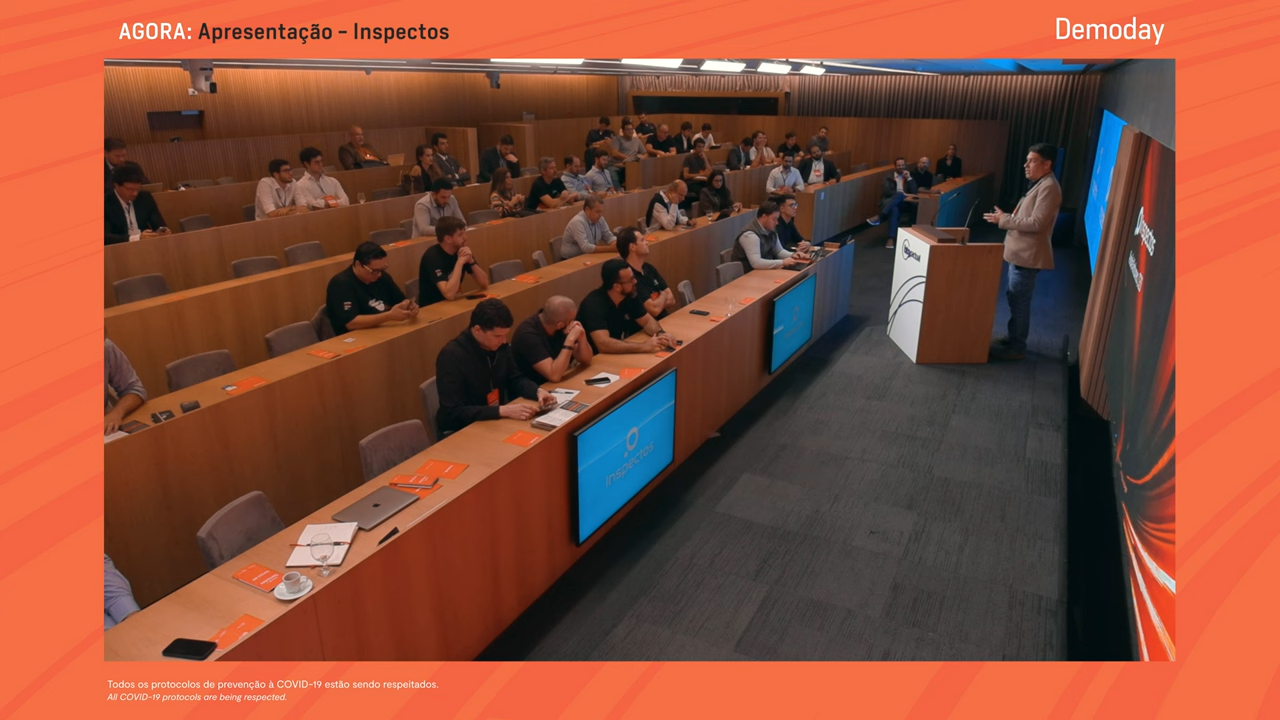 AGORA: Apresentação - Inspectos
Demoday
inspectos
inspectos
Todos os protocolos de prevenção à COVID-19 estão sendo respeitados.
All COVID-19 protocols are being respected.